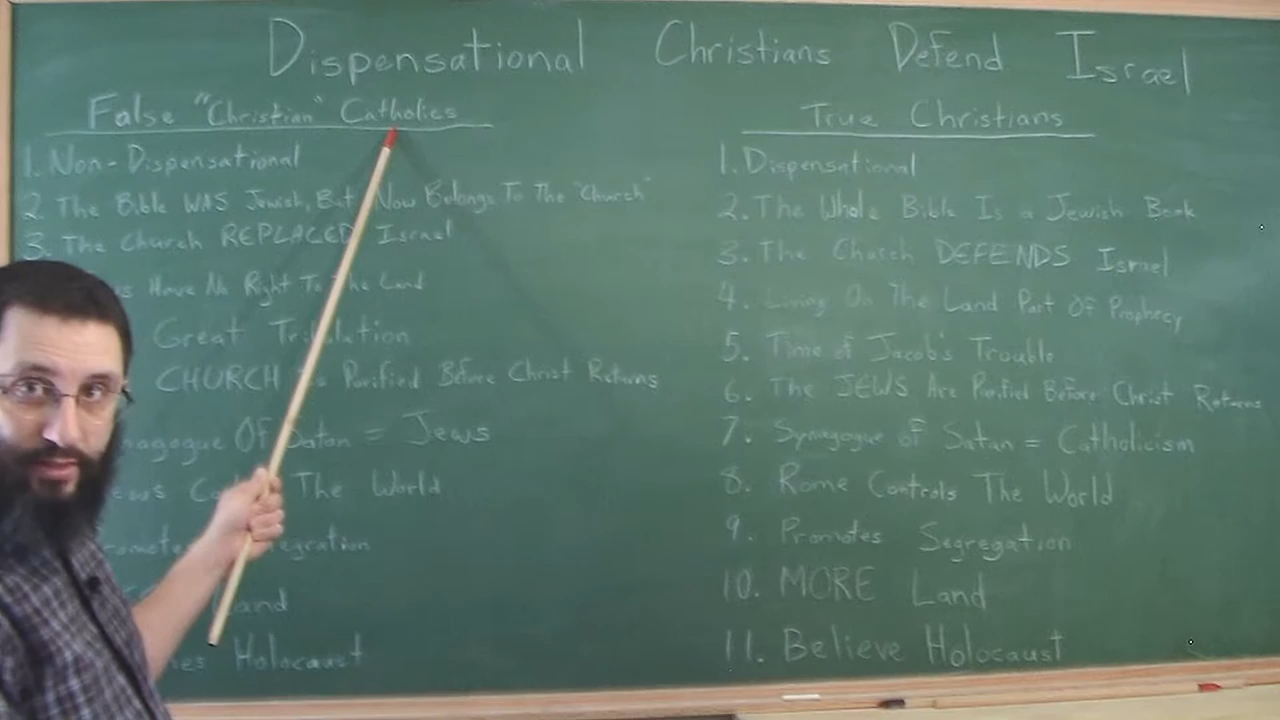 Dispensational Christians Defend Israel
False "Christian" Catholics
1. Non-Dispensational
2. The Bible WAS Jewish, But Now Belongs To The "Church"
3. The Church REPLACED Israel
Have No Right To The Land
Great Tribulation
CHURCH Is Purified Before Christ Returns
Of Satan = Jews
The World
Land
Holocaust
True Christians
1. Dispensational
2. The Whole Bible Is a Jewish Book
3. The Church DEFENDS Israel
4. Living On The Land Part Of Prophecy
5. Time of Jacob's Trouble
6. The JEWS Are Purified Before Christ Returns
7. Synagogue of Satan = Catholicism
8. Rome Controls The World
9. Promotes Segregation
10. MORE Land
11. Believe Holocaust